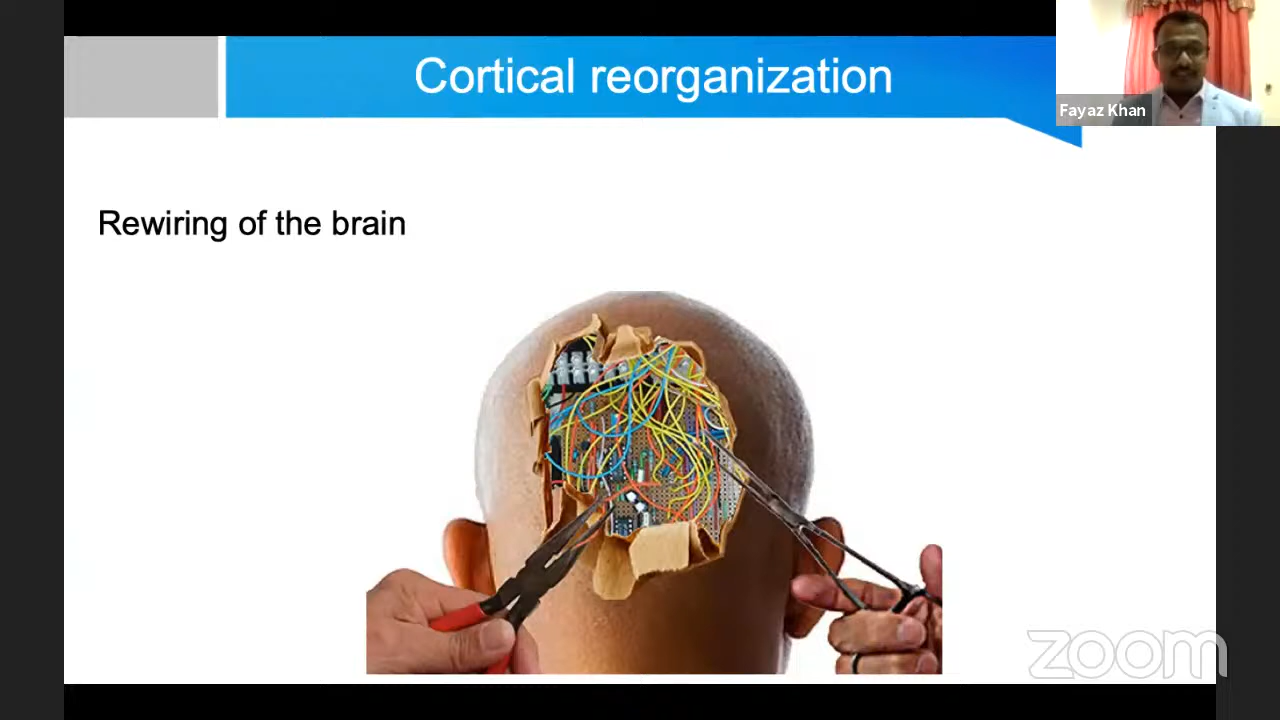 Cortical reorganization
Fayaz Khan
Rewiring of the brain
zoom